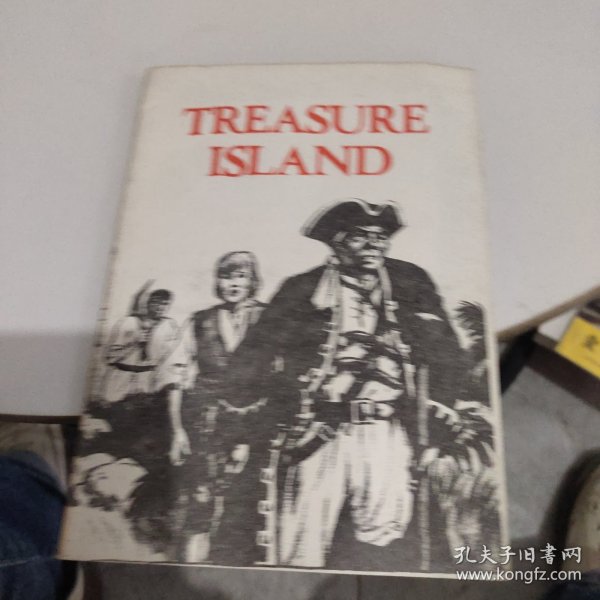 TREASURE
ISLAND
孔夫子旧书网
www.kongfz.com